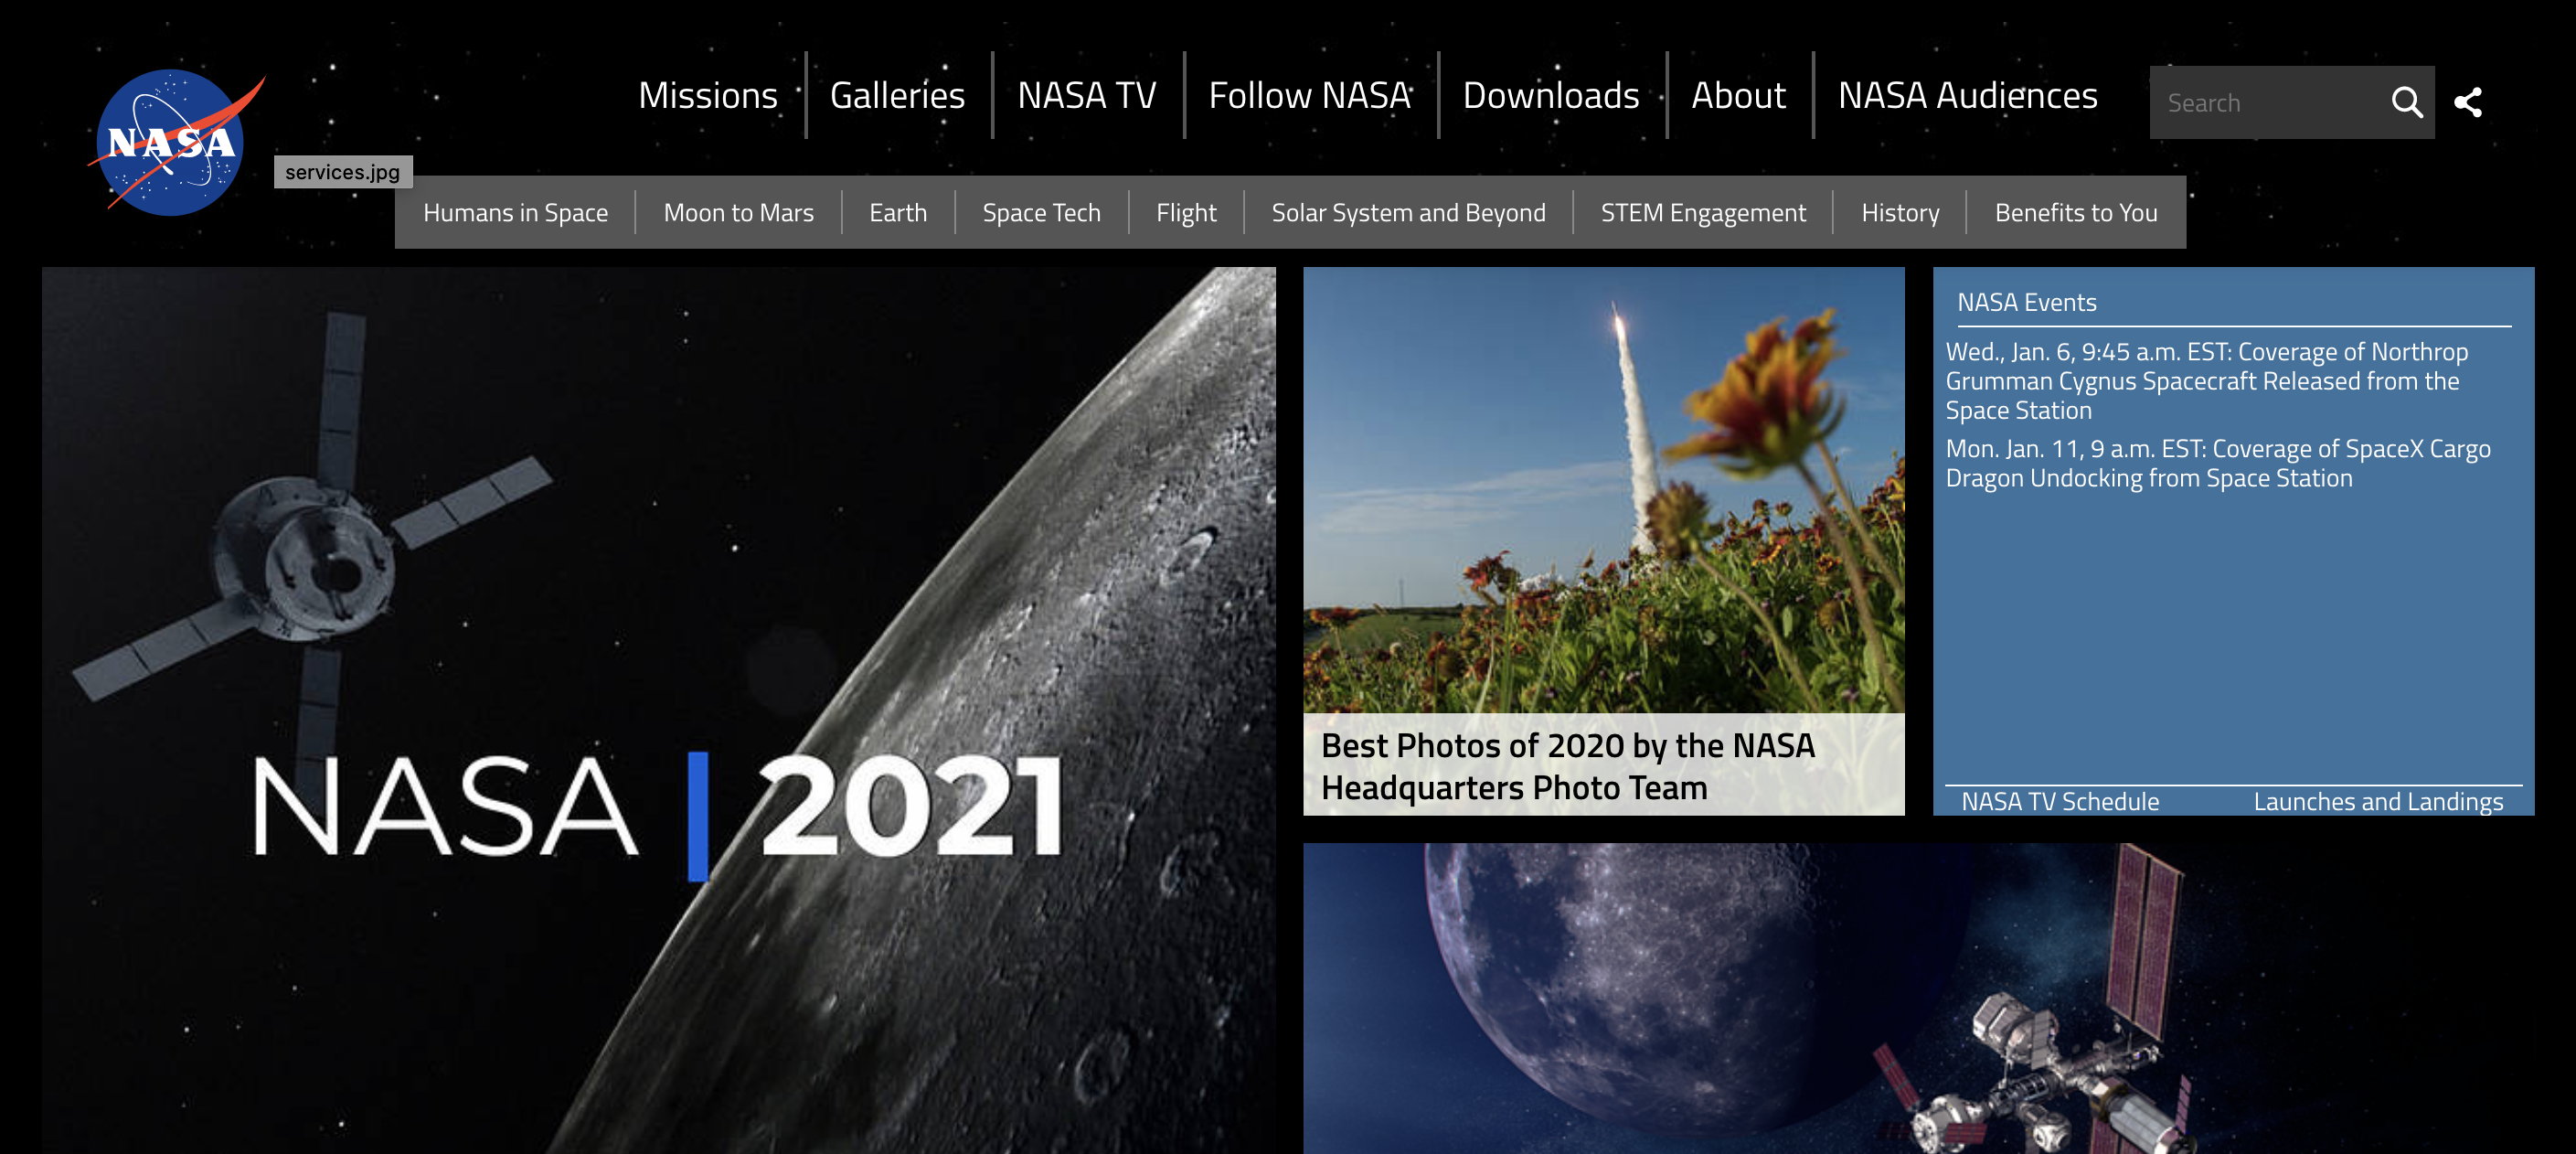 NASA
Missions
Galleries
NASA TV
Follow NASA
Downloads
About
NASA Audiences
Search
services.jpg
Humans in Space
Moon to Mars
Earth
Space Tech
Flight
Solar System and Beyond
STEM Engagement
History
Benefits to You
NASA | 2021
Best Photos of 2020 by the NASA
Headquarters Photo Team
NASA Events
Wed., Jan. 6, 9:45 a.m. EST: Coverage of Northrop
Grumman Cygnus Spacecraft Released from the
Space Station
Mon. Jan. 11, 9 a.m. EST: Coverage of SpaceX Cargo
Dragon Undocking from Space Station
NASA TV Schedule
Launches and Landings